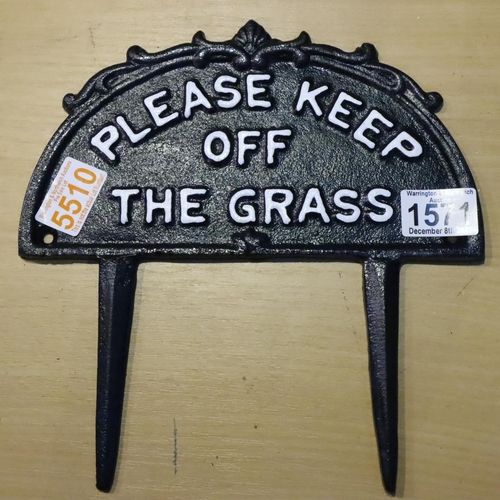 PLEASE KEEP
OFF
THE GRASS
5510
Warrington
1571
December